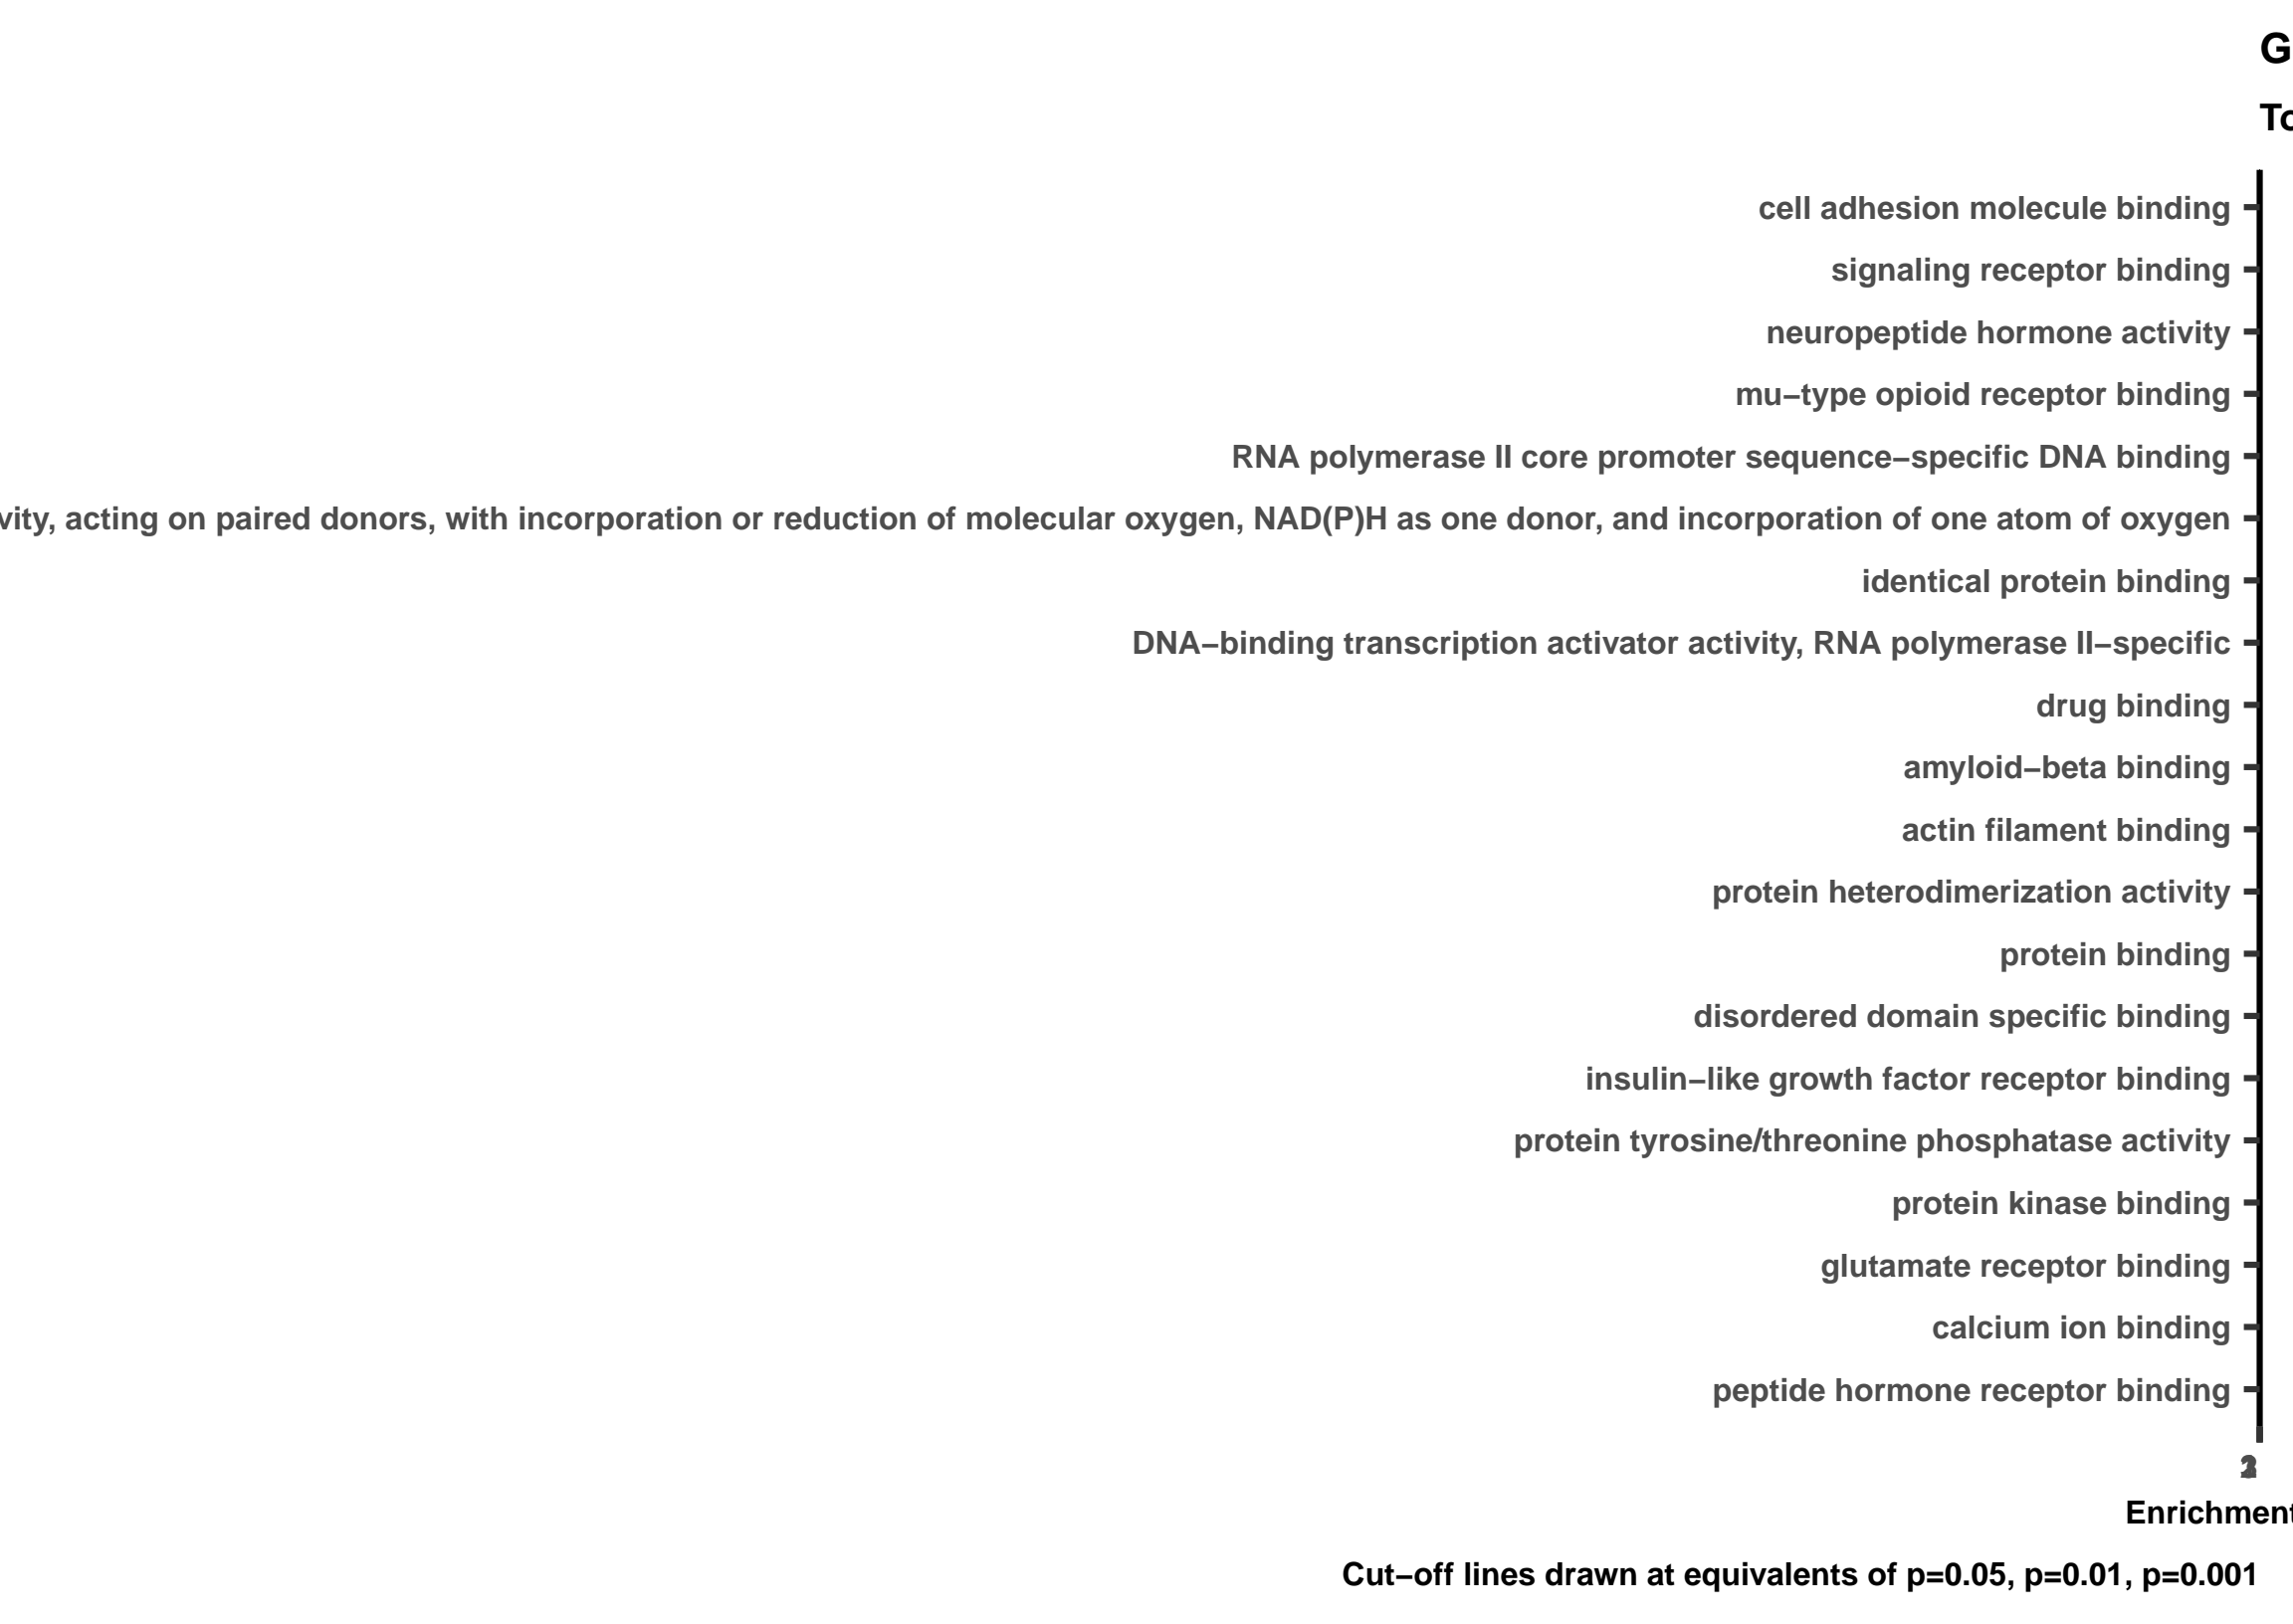 G
To
cell adhesion molecule binding
signaling receptor binding
neuropeptide hormone activity
mu−type opioid receptor binding
RNA polymerase II core promoter sequence−specific DNA binding
vity, acting on paired donors, with incorporation or reduction of molecular oxygen, NAD(P)H as one donor, and incorporation of one atom of oxygen
identical protein binding
DNA−binding transcription activator activity, RNA polymerase II−specific
drug binding
amyloid−beta binding
actin filament binding
protein heterodimerization activity
protein binding
disordered domain specific binding
insulin−like growth factor receptor binding
protein tyrosine/threonine phosphatase activity
protein kinase binding
glutamate receptor binding
calcium ion binding
peptide hormone receptor binding
Enrichment
Cut−off lines drawn at equivalents of p=0.05, p=0.01, p=0.001